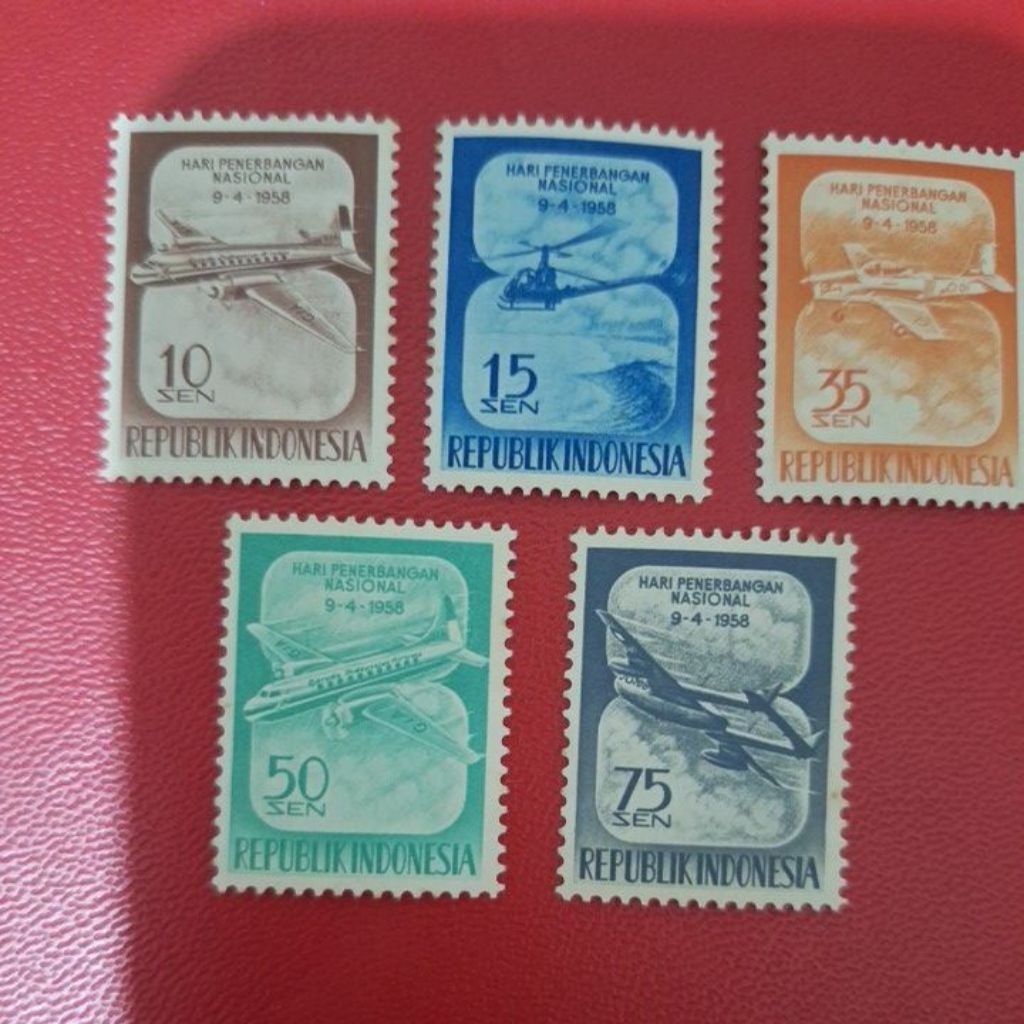 HARI PENERBANGAN
NASIONAL
9-4-1958
10
SEN
REPUBLIK INDONESIA
HARI PENERBANGAN
NASIONAL
9-4-1958
15
SEN
REPUBLIK INDONESIA
HARI PENERBANGAN
NASIONAL
9-4-1958
35
SEN
REPUBLIK INDONESIA
HARI PENERBANGAN
NASIONAL
9-4-1958
50
SEN
REPUBLIK INDONESIA
HARI PENERBANGAN
NASIONAL
9-4-1958
75
SEN
REPUBLIK INDONESIA